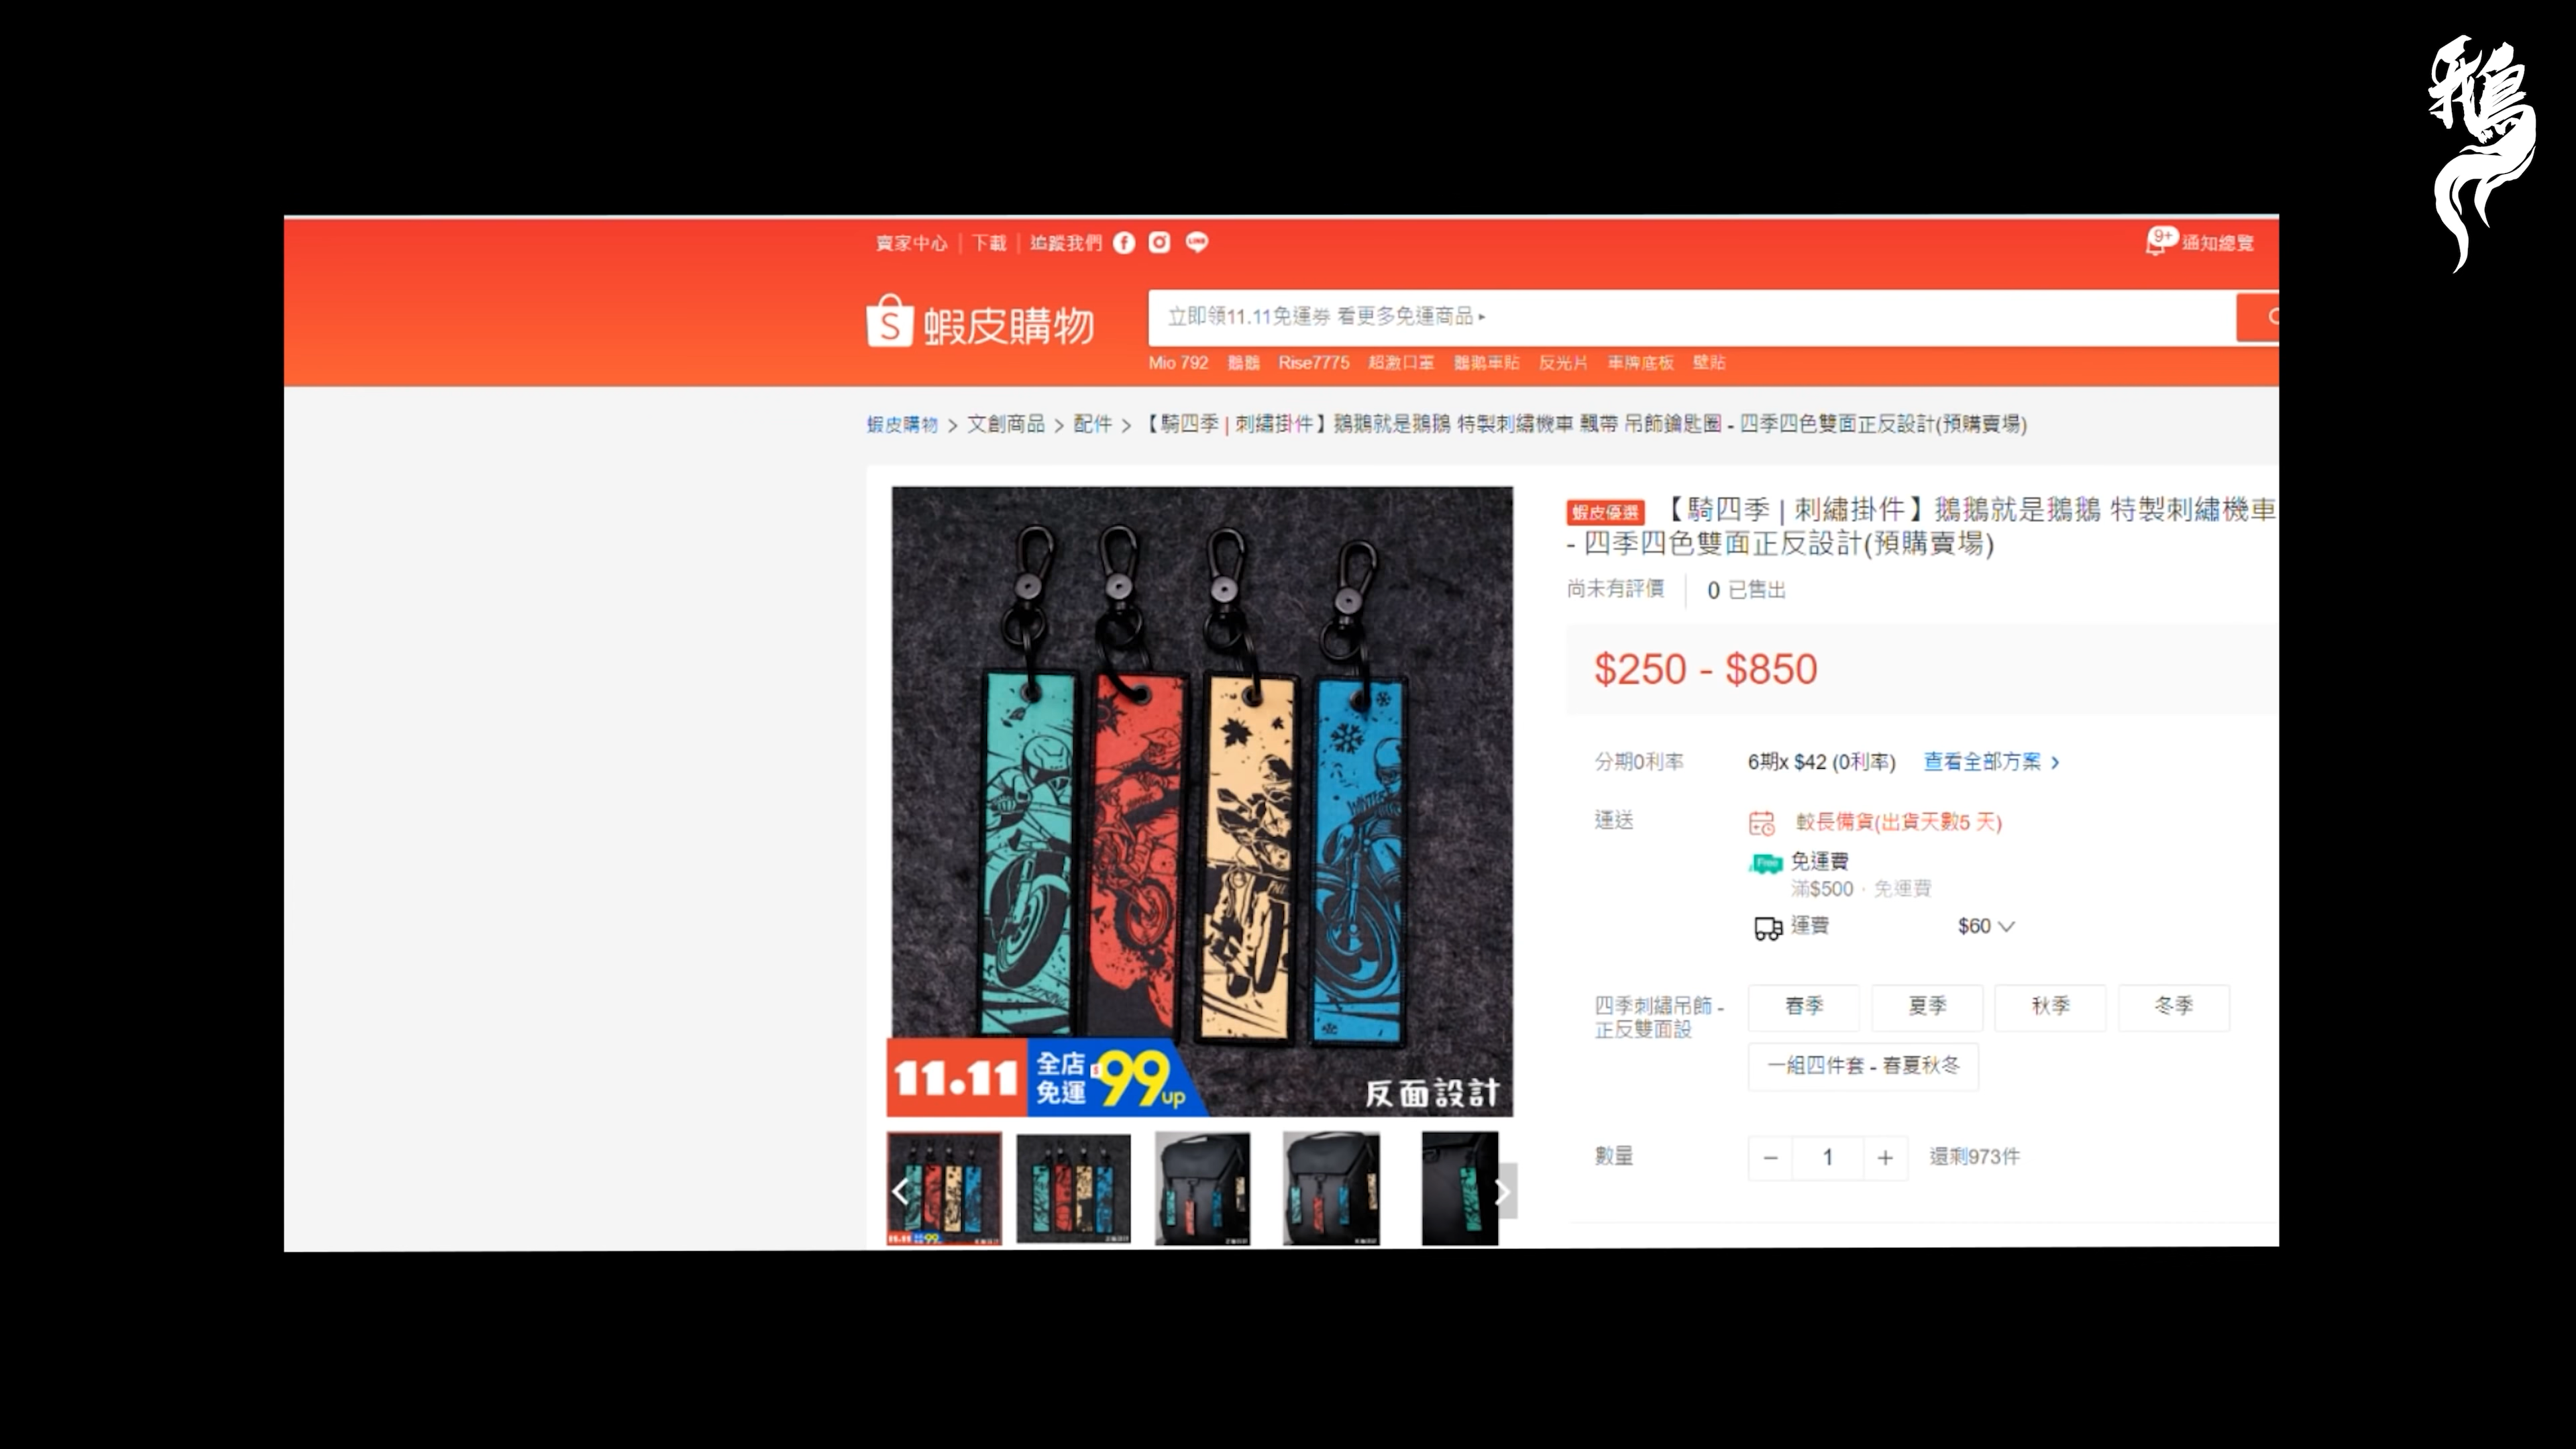 鵝
賣家中心 | 下載 | 追蹤我們
9+ 通知總覽
蝦皮購物
立即領11.11免運券 看更多免運商品
Mio 792 鵝鵝 Rise7775 超激口罩 鵝鵝車貼 反光片 車牌底板 壁貼
蝦皮購物 > 文創商品 > 配件 > 【騎四季 | 刺繡掛件】鵝鵝就是鵝鵝 特製刺繡機車 飄帶 吊飾鑰匙圈 - 四季四色雙面正反設計(預購賣場)
蝦皮優選 【騎四季 | 刺繡掛件】鵝鵝就是鵝鵝 特製刺繡機車
- 四季四色雙面正反設計(預購賣場)
尚未有評價 0 已售出
$250 - $850
分期0利率 6期x $42 (0利率) 查看全部方案 >
運送 較長備貨(出貨天數5 天)
Free 免運費
滿$500，免運費
運費 $60
四季刺繡吊飾 -
正反雙面設
春季 夏季 秋季 冬季
一組四件套 - 春夏秋冬
數量 − 1 + 還剩973件
WINTER
11.11 全店免運 $99up
反面設計